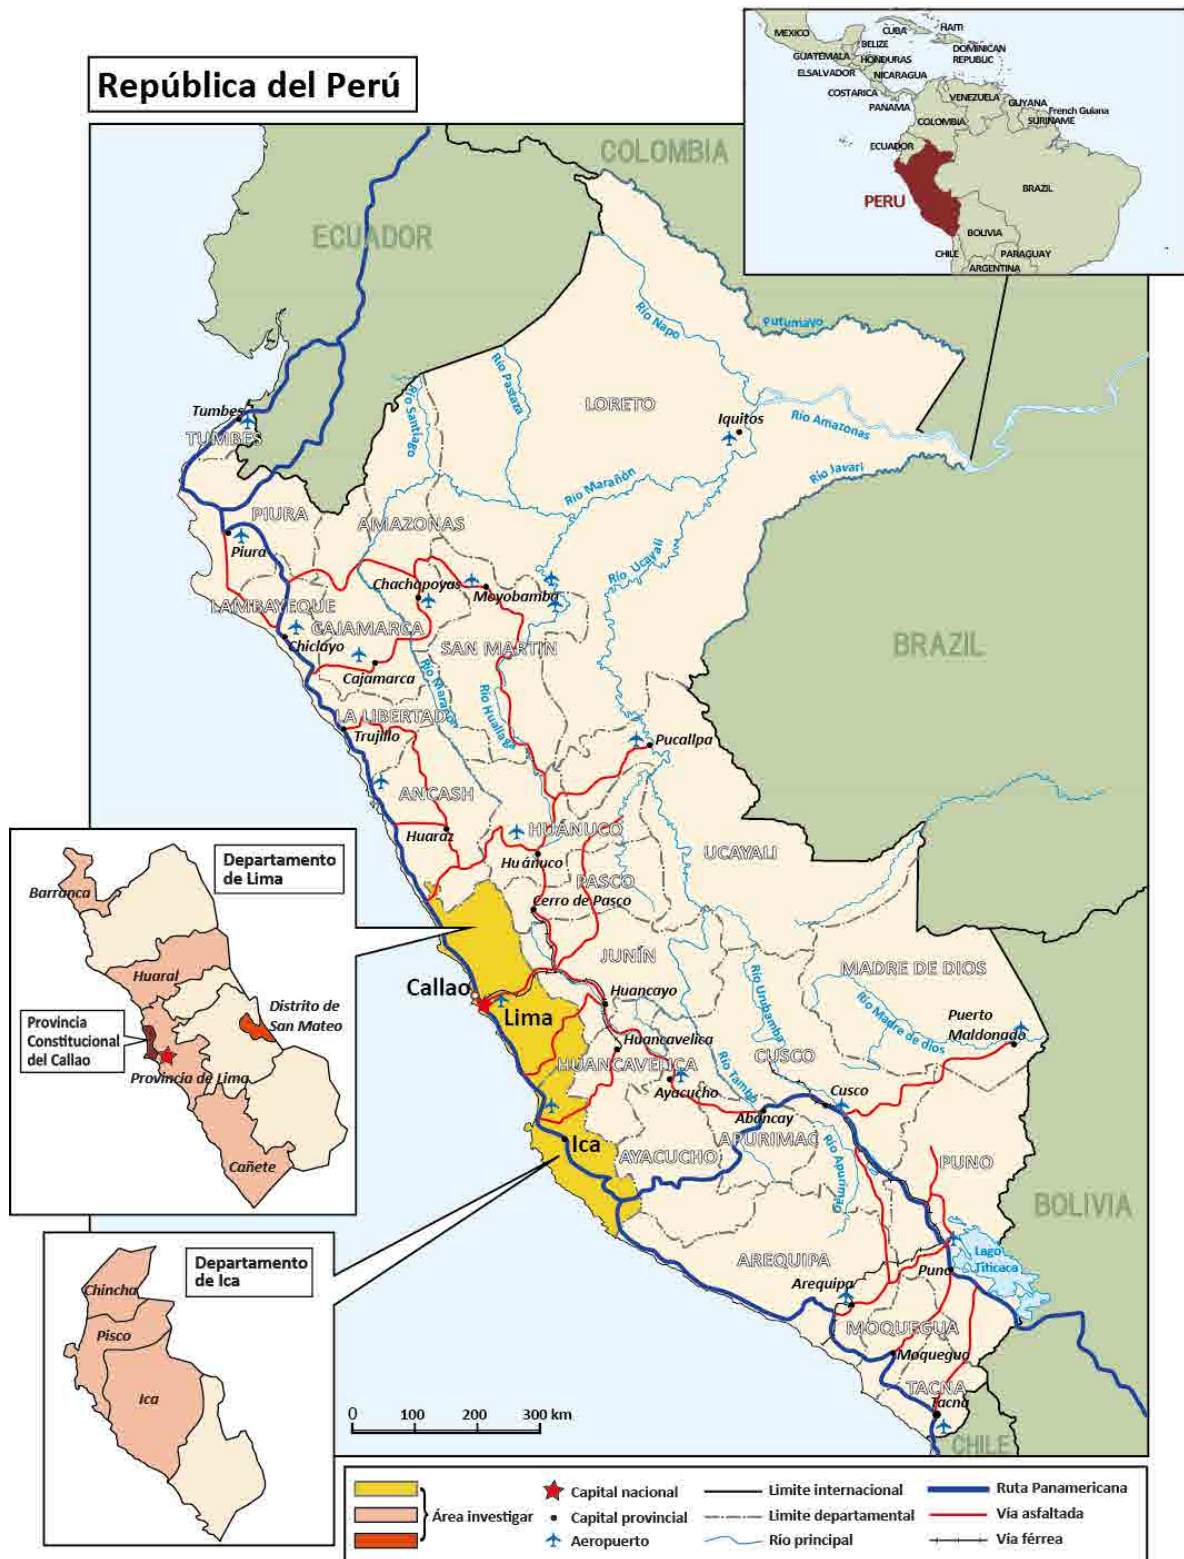 República del Perú
MEXICO
CUBA
HAITI
BELIZE
DOMINICAN
REPUBLIC
GUATEMALA
HONDURAS
ELSALVADOR
NICARAGUA
COSTARICA
PANAMA
VENEZUELA
GUYANA
French Guiana
SURINAME
COLOMBIA
ECUADOR
BRAZIL
PERU
BOLIVIA
CHILE
PARAGUAY
ARGENTINA
COLOMBIA
ECUADOR
Río Napo
Putumayo
Río Pastaza
Río Santiago
LORETO
Iquitos
Río Amazonas
Río Javari
Tumbes
TUMBES
Río Marañón
PIURA
AMAZONAS
Piura
Río Ucayali
Chachapoyas
Moyobamba
LAMBAYEQUE
CAJAMARCA
Chiclayo
SAN MARTIN
BRAZIL
Cajamarca
Río Marañón
Río Huallaga
LA LIBERTAD
Trujillo
Pucallpa
ANCASH
Huaraz
HUÁNUCO
Huánuco
UCAYALI
PASCO
Cerro de Pasco
JUNÍN
MADRE DE DIOS
Callao
Lima
Huancayo
Río Urubamba
Río Madre de dios
Puerto
Maldonado
Huancavelica
HUANCAVELICA
CUSCO
Río Tambo
Ayacucho
Cusco
Abancay
Ica
AYACUCHO
APURIMAC
Río Apurimac
PUNO
BOLIVIA
AREQUIPA
Lago
Titicaca
Puno
Arequipa
MOQUEGUA
Moqueguo
TACNA
Tacna
CHILE
Departamento
de Lima
Barranca
Huaral
Distrito de
San Mateo
Provincia
Constitucional
del Callao
Provincia de Lima
Cañete
Departamento
de Ica
Chincha
Pisco
Ica
0 100 200 300 km
Área investigar
Capital nacional
Capital provincial
Aeropuerto
Limite internacional
Limite departamental
Río principal
Ruta Panamericana
Vía asfaltada
Vía férrea